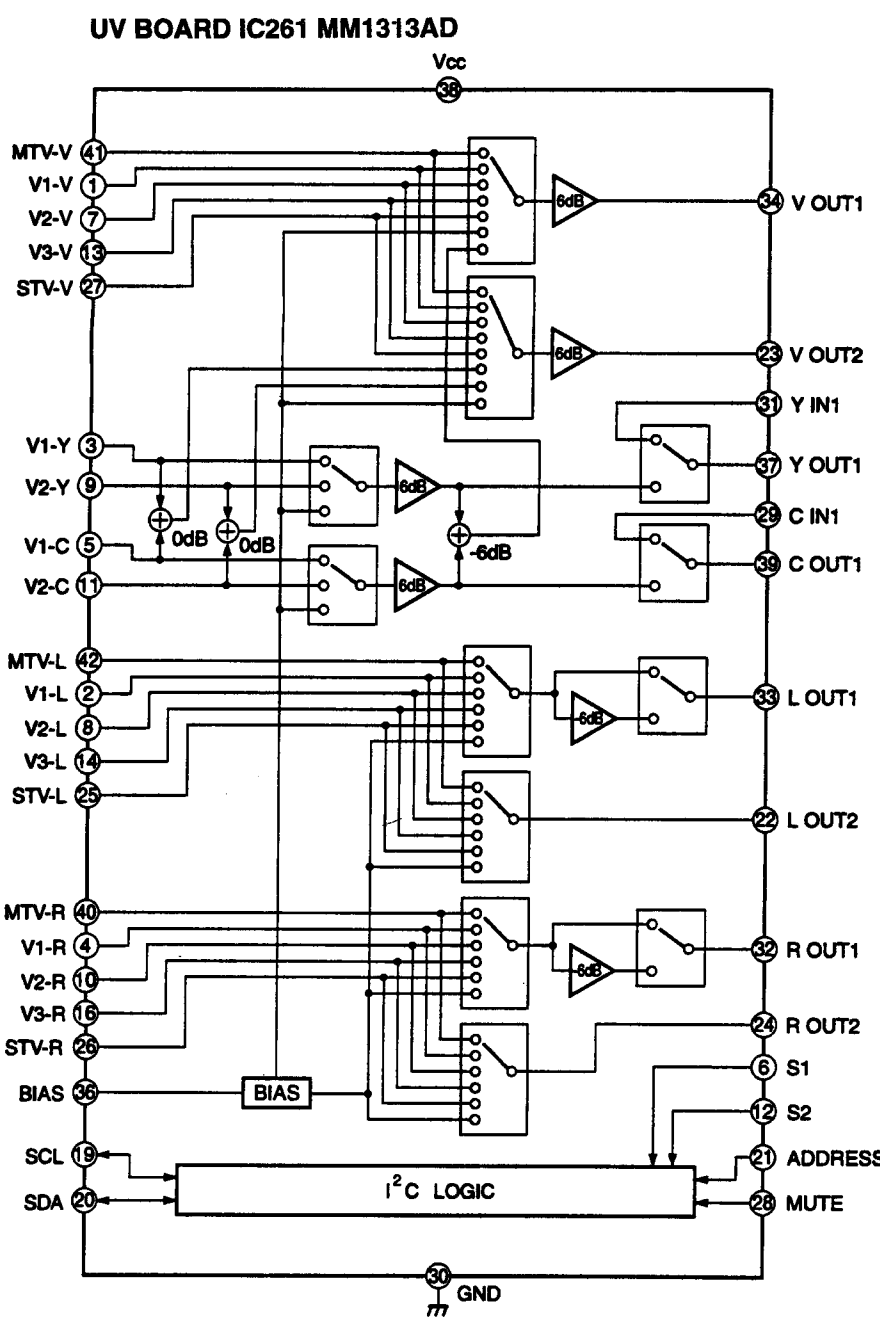 UV BOARD IC261 MM1313AD
Vcc
38
MTV-V 41
V1-V 1
V2-V 7
V3-V 13
STV-V 27
6dB
34 V OUT1
6dB
23 V OUT2
31 Y IN1
V1-Y 3
V2-Y 9
6dB
37 Y OUT1
0dB
0dB
-6dB
29 C IN1
V1-C 5
V2-C 11
6dB
39 C OUT1
MTV-L 42
V1-L 2
V2-L 8
V3-L 14
STV-L 25
-6dB
33 L OUT1
22 L OUT2
MTV-R 40
V1-R 4
V2-R 10
V3-R 16
STV-R 26
-6dB
32 R OUT1
24 R OUT2
6 S1
BIAS 36
BIAS
12 S2
SCL 19
21 ADDRESS
I²C LOGIC
SDA 20
28 MUTE
30
GND